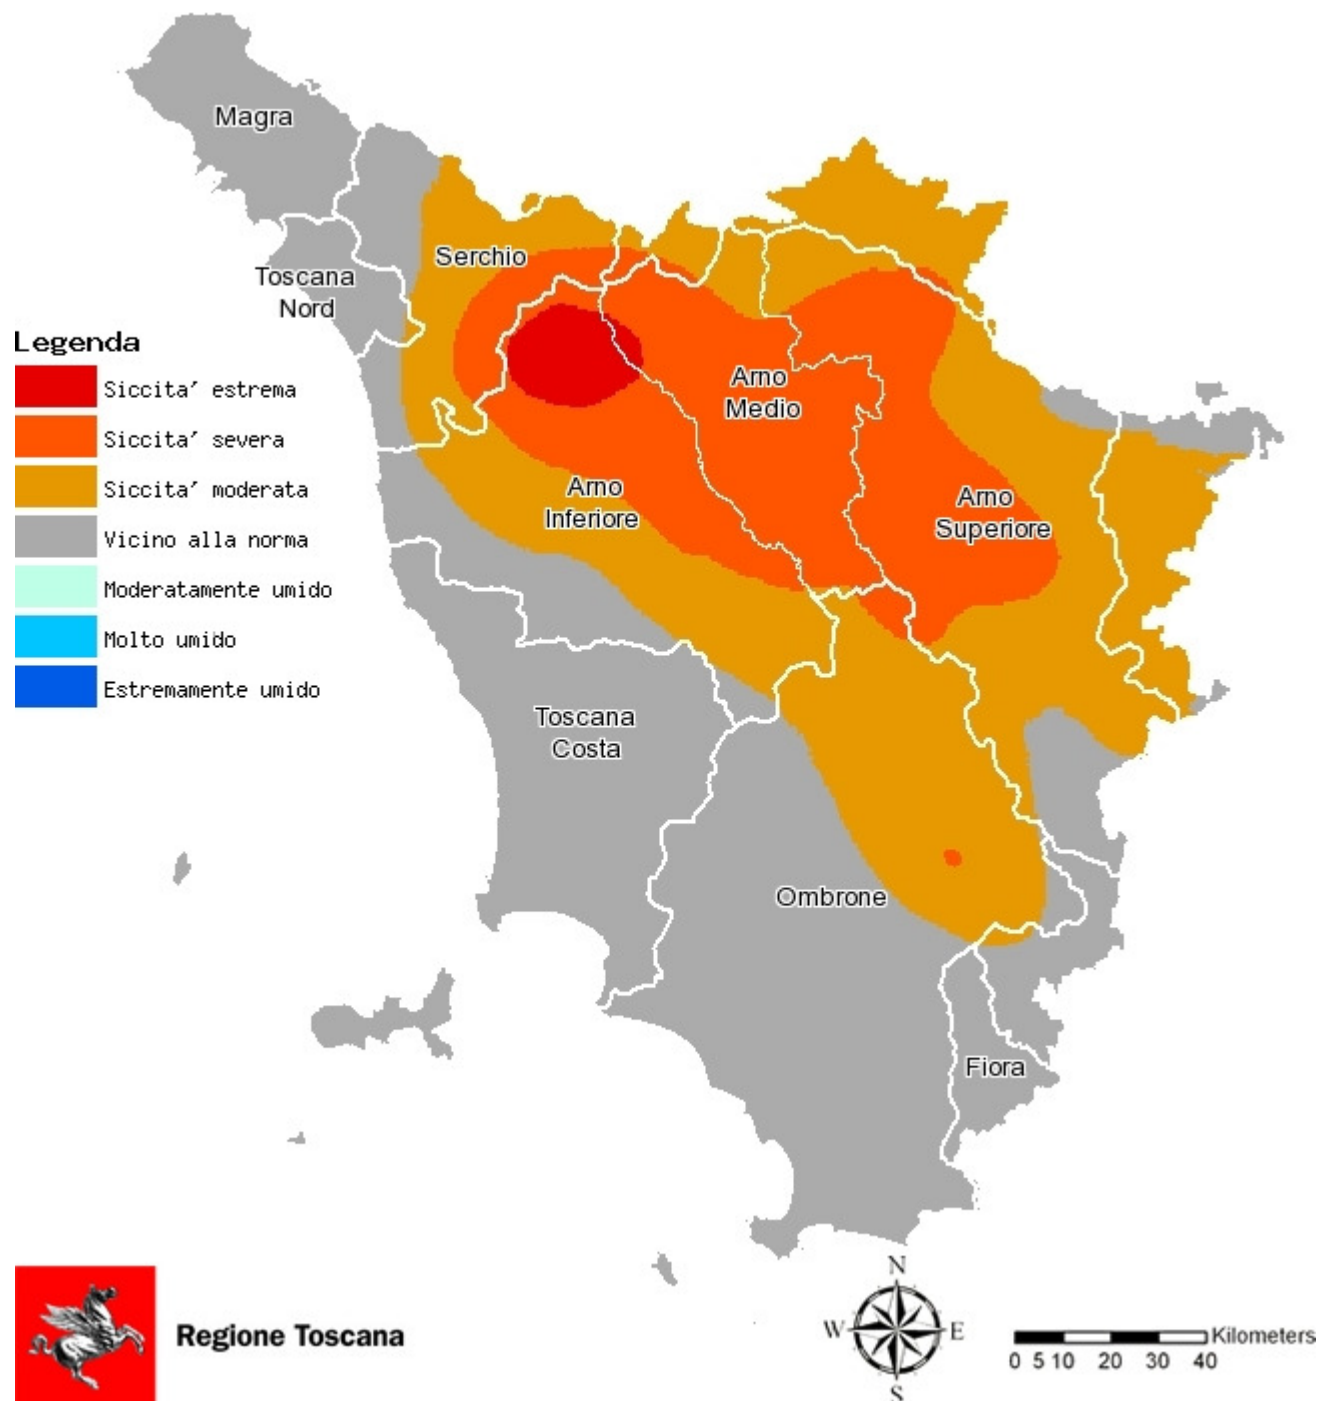 Magra
Serchio
Toscana
Nord
Legenda
Siccita' estrema
Siccita' severa
Siccita' moderata
Vicino alla norma
Moderatamente umido
Molto umido
Estremamente umido
Arno
Medio
Arno
Inferiore
Arno
Superiore
Toscana
Costa
Ombrone
Fiora
Regione Toscana
N
W E
S
Kilometers
0 5 10 20 30 40